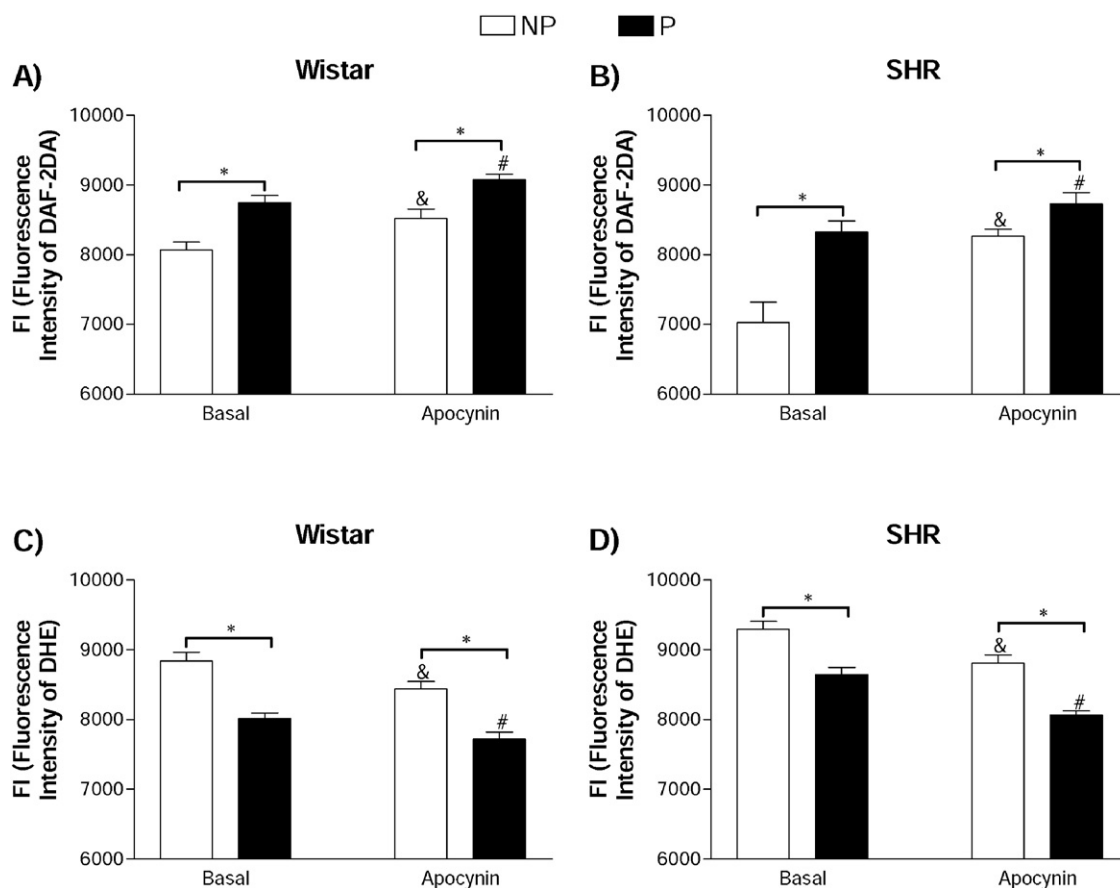 NP P
A) Wistar
FI (Fluorescence
Intensity of DAF-2DA)
10000
9000
8000
7000
6000
*
*
&
#
Basal Apocynin
B) SHR
FI (Fluorescence
Intensity of DAF-2DA)
10000
9000
8000
7000
6000
*
*
&
#
Basal Apocynin
C) Wistar
FI (Fluorescence
Intensity of DHE)
10000
9000
8000
7000
6000
*
*
&
#
Basal Apocynin
D) SHR
FI (Fluorescence
Intensity of DHE)
10000
9000
8000
7000
6000
*
*
&
#
Basal Apocynin